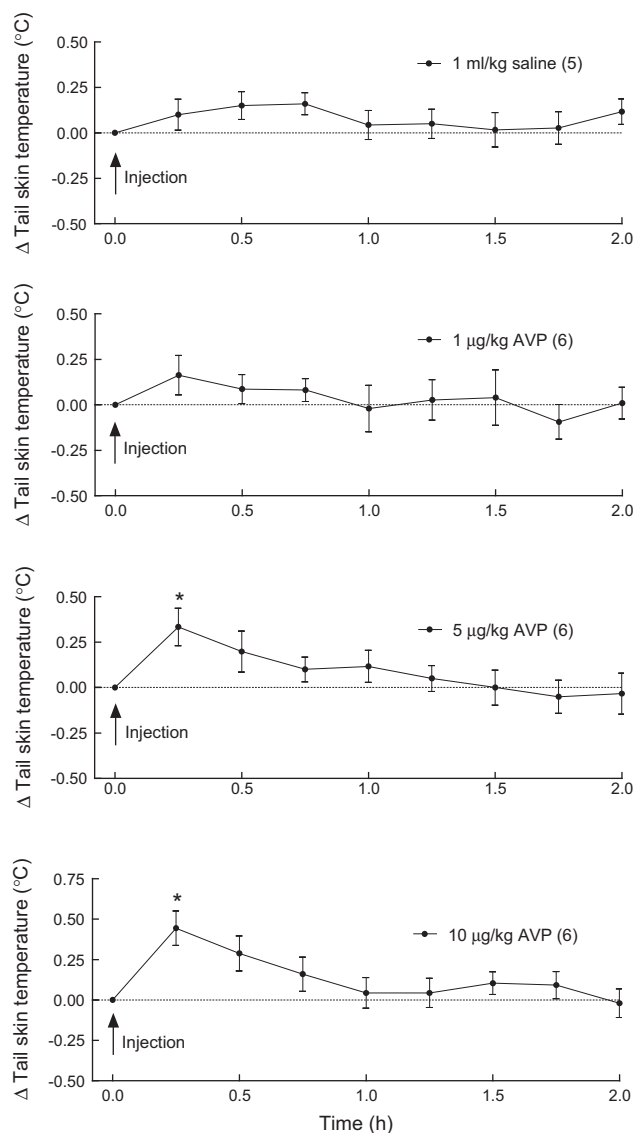 Δ Tail skin temperature (°C)
0.50
0.25
0.00
-0.25
-0.50
1 ml/kg saline (5)
Injection
0.0 0.5 1.0 1.5 2.0
Δ Tail skin temperature (°C)
0.50
0.25
0.00
-0.25
-0.50
1 μg/kg AVP (6)
Injection
0.0 0.5 1.0 1.5 2.0
Δ Tail skin temperature (°C)
0.50
0.25
0.00
-0.25
-0.50
*
5 μg/kg AVP (6)
Injection
0.0 0.5 1.0 1.5 2.0
Δ Tail skin temperature (°C)
0.75
0.50
0.25
0.00
-0.25
-0.50
*
10 μg/kg AVP (6)
Injection
0.0 0.5 1.0 1.5 2.0
Time (h)